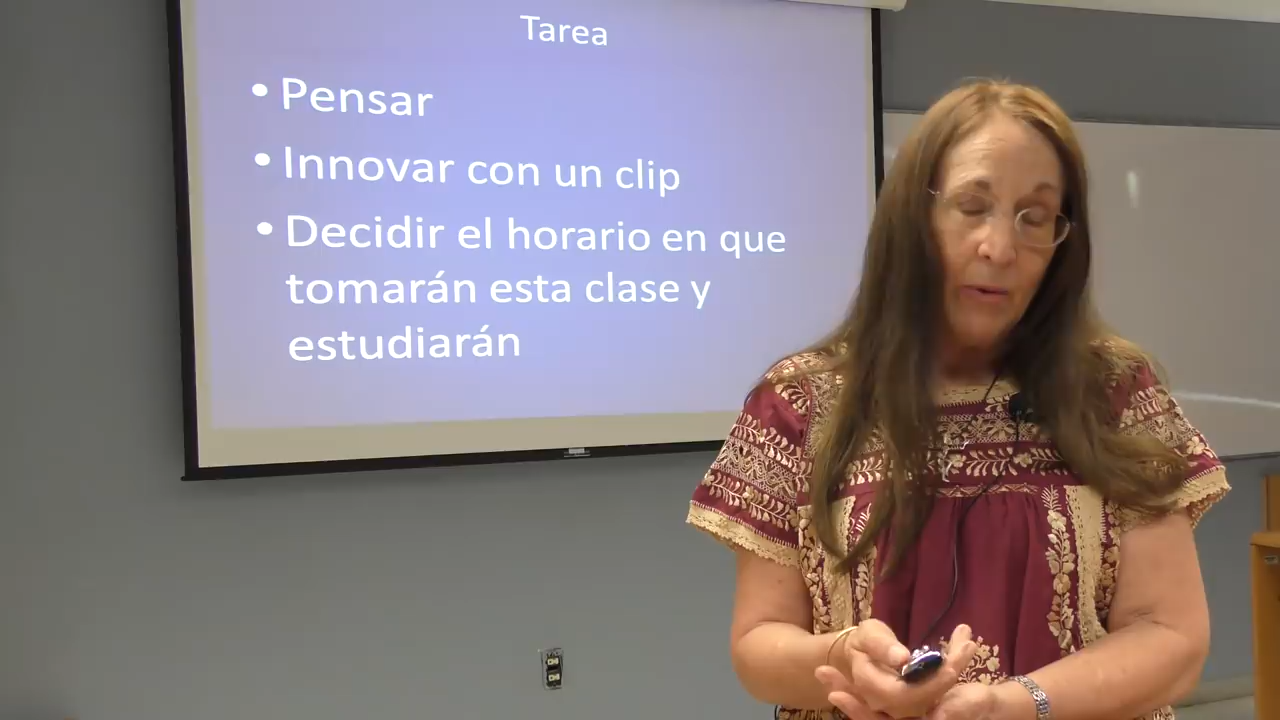 Tarea
• Pensar
• Innovar con un clip
• Decidir el horario en que
tomarán esta clase y
estudiarán